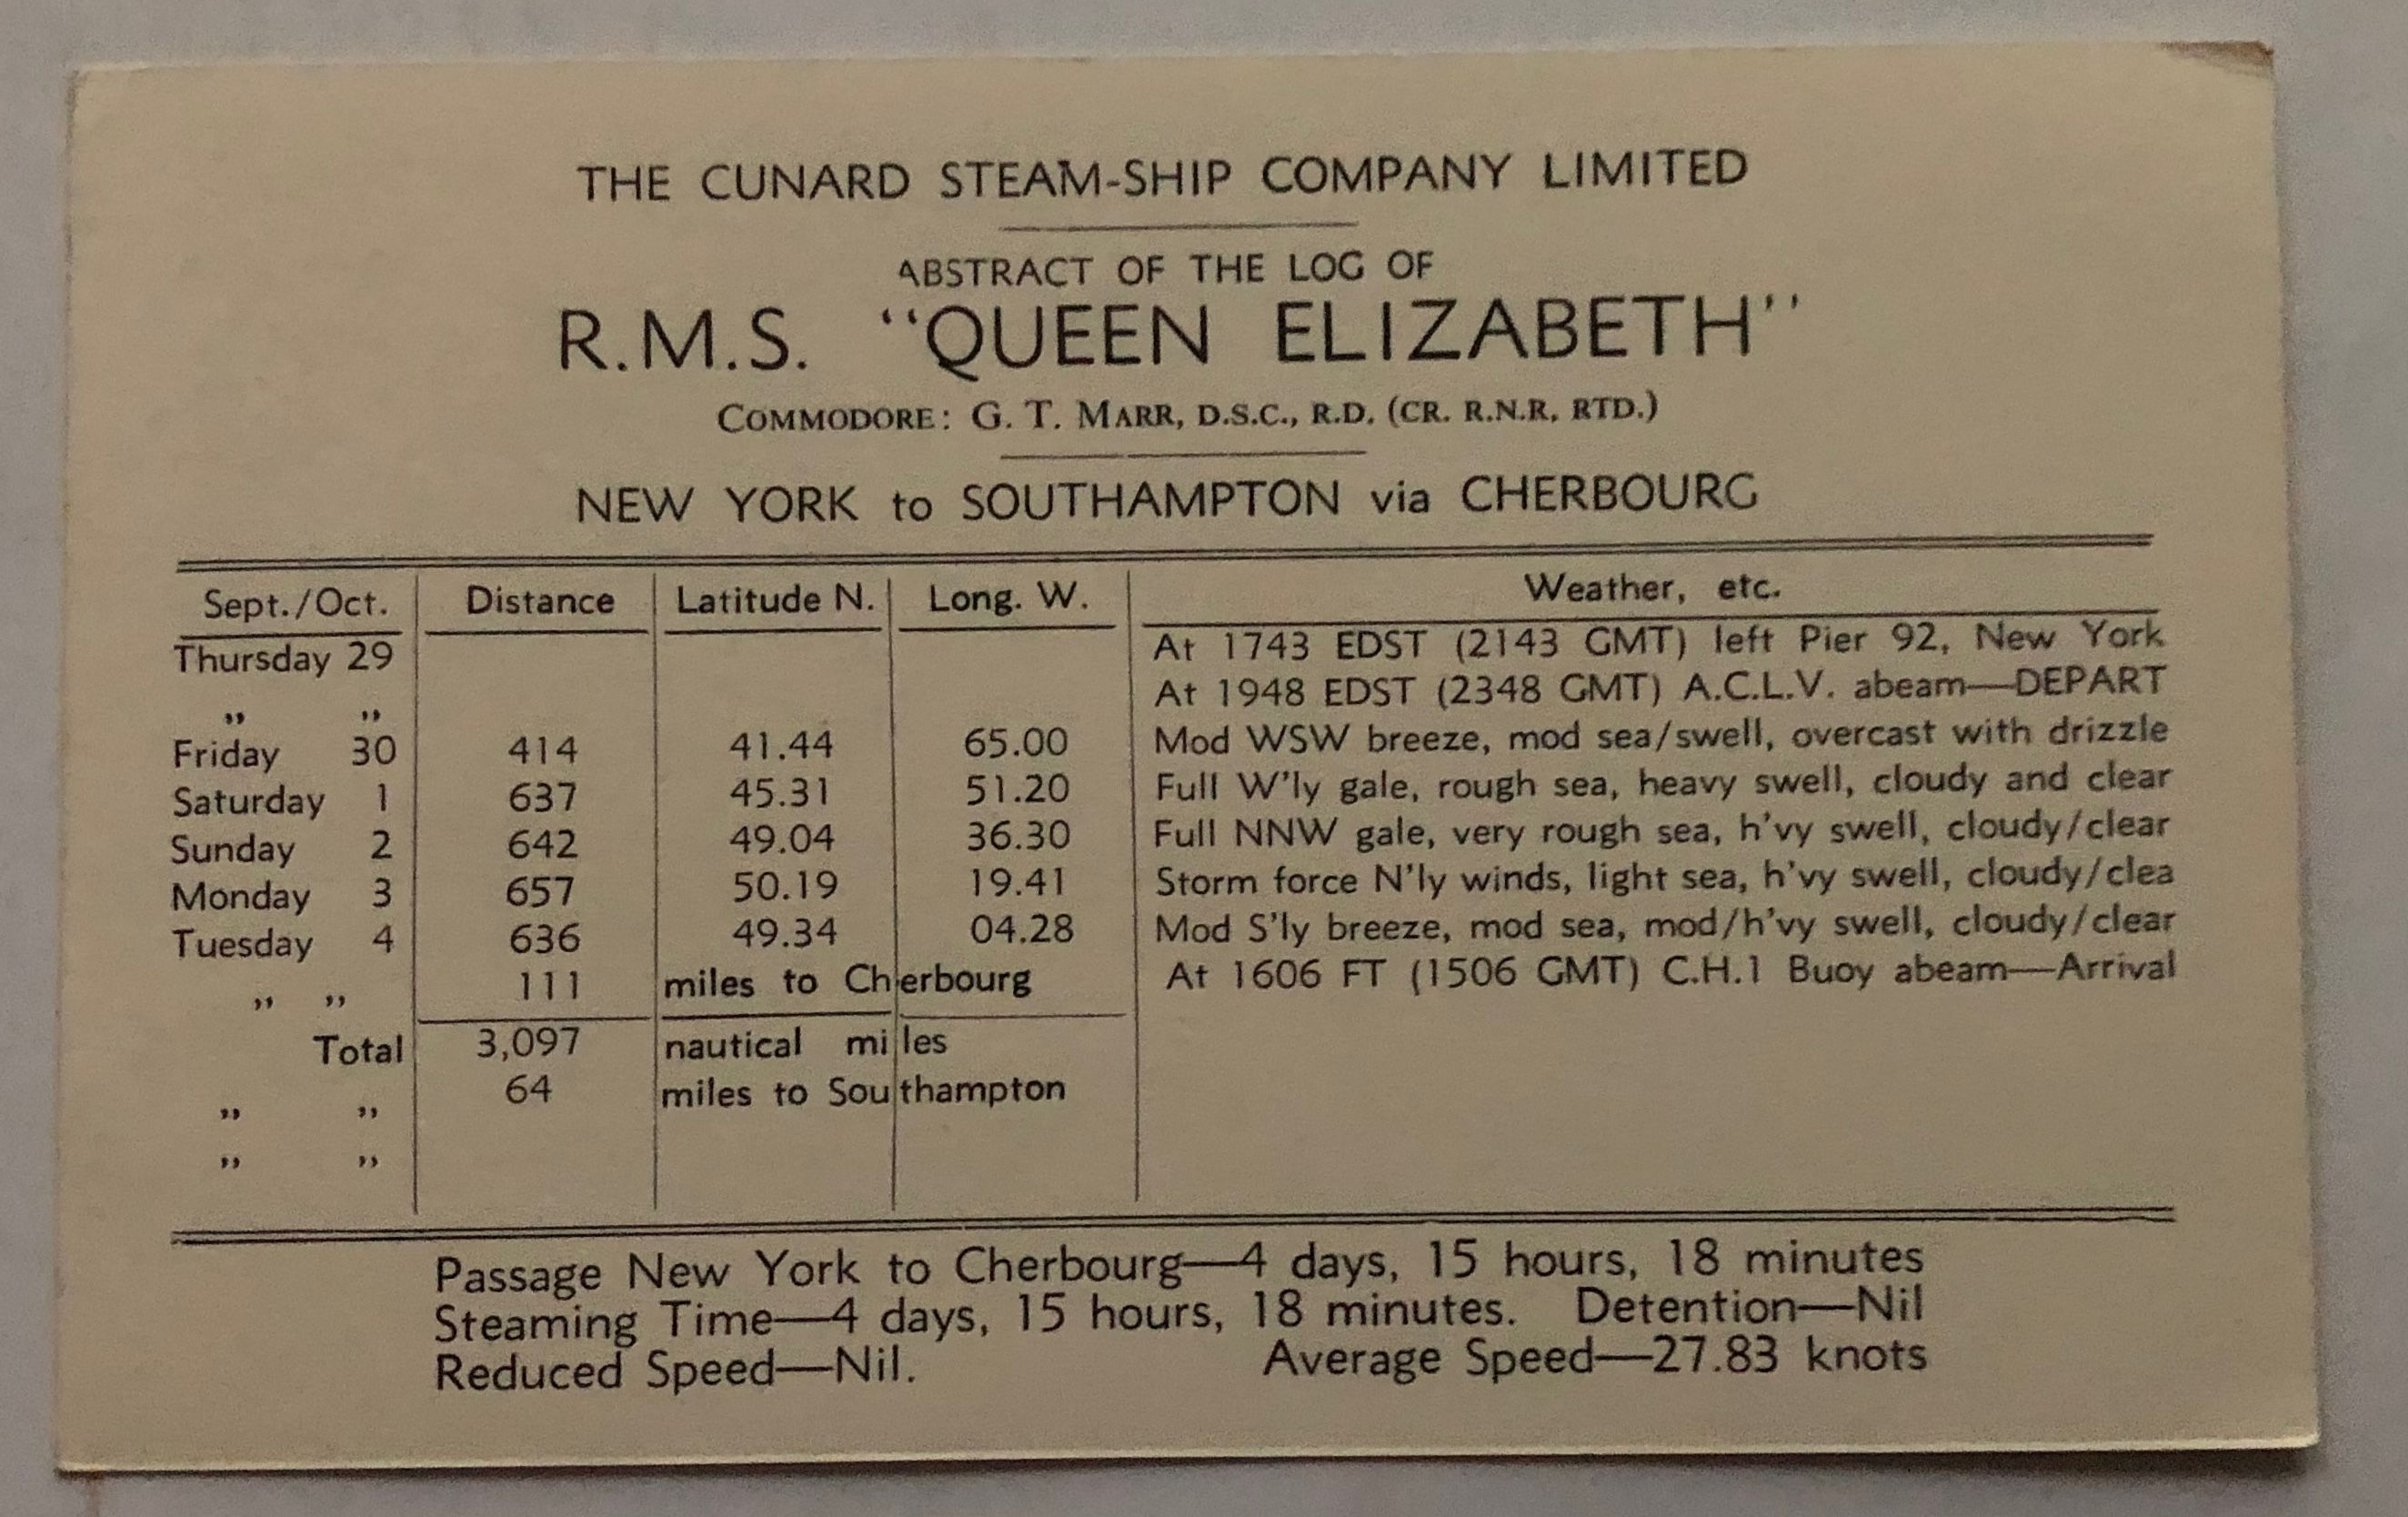 THE CUNARD STEAM-SHIP COMPANY LIMITED
ABSTRACT OF THE LOG OF
R.M.S. "QUEEN ELIZABETH"
COMMODORE: G. T. MARR, D.S.C., R.D. (CR. R.N.R. RTD.)
NEW YORK to SOUTHAMPTON via CHERBOURG
Sept./Oct. Distance Latitude N. Long. W. Weather, etc.
Thursday 29 At 1743 EDST (2143 GMT) left Pier 92, New York
„ „ At 1948 EDST (2348 GMT) A.C.L.V. abeam—DEPART
Friday 30 414 41.44 65.00 Mod WSW breeze, mod sea/swell, overcast with drizzle
Saturday 1 637 45.31 51.20 Full W'ly gale, rough sea, heavy swell, cloudy and clear
Sunday 2 642 49.04 36.30 Full NNW gale, very rough sea, h'vy swell, cloudy/clear
Monday 3 657 50.19 19.41 Storm force N'ly winds, light sea, h'vy swell, cloudy/clea
Tuesday 4 636 49.34 04.28 Mod S'ly breeze, mod sea, mod/h'vy swell, cloudy/clear
„ „ 111 miles to Cherbourg At 1606 FT (1506 GMT) C.H.1 Buoy abeam—Arrival
Total 3,097 nautical miles
„ „ 64 miles to Southampton
„ „
Passage New York to Cherbourg—4 days, 15 hours, 18 minutes
Steaming Time—4 days, 15 hours, 18 minutes. Detention—Nil
Reduced Speed—Nil. Average Speed—27.83 knots